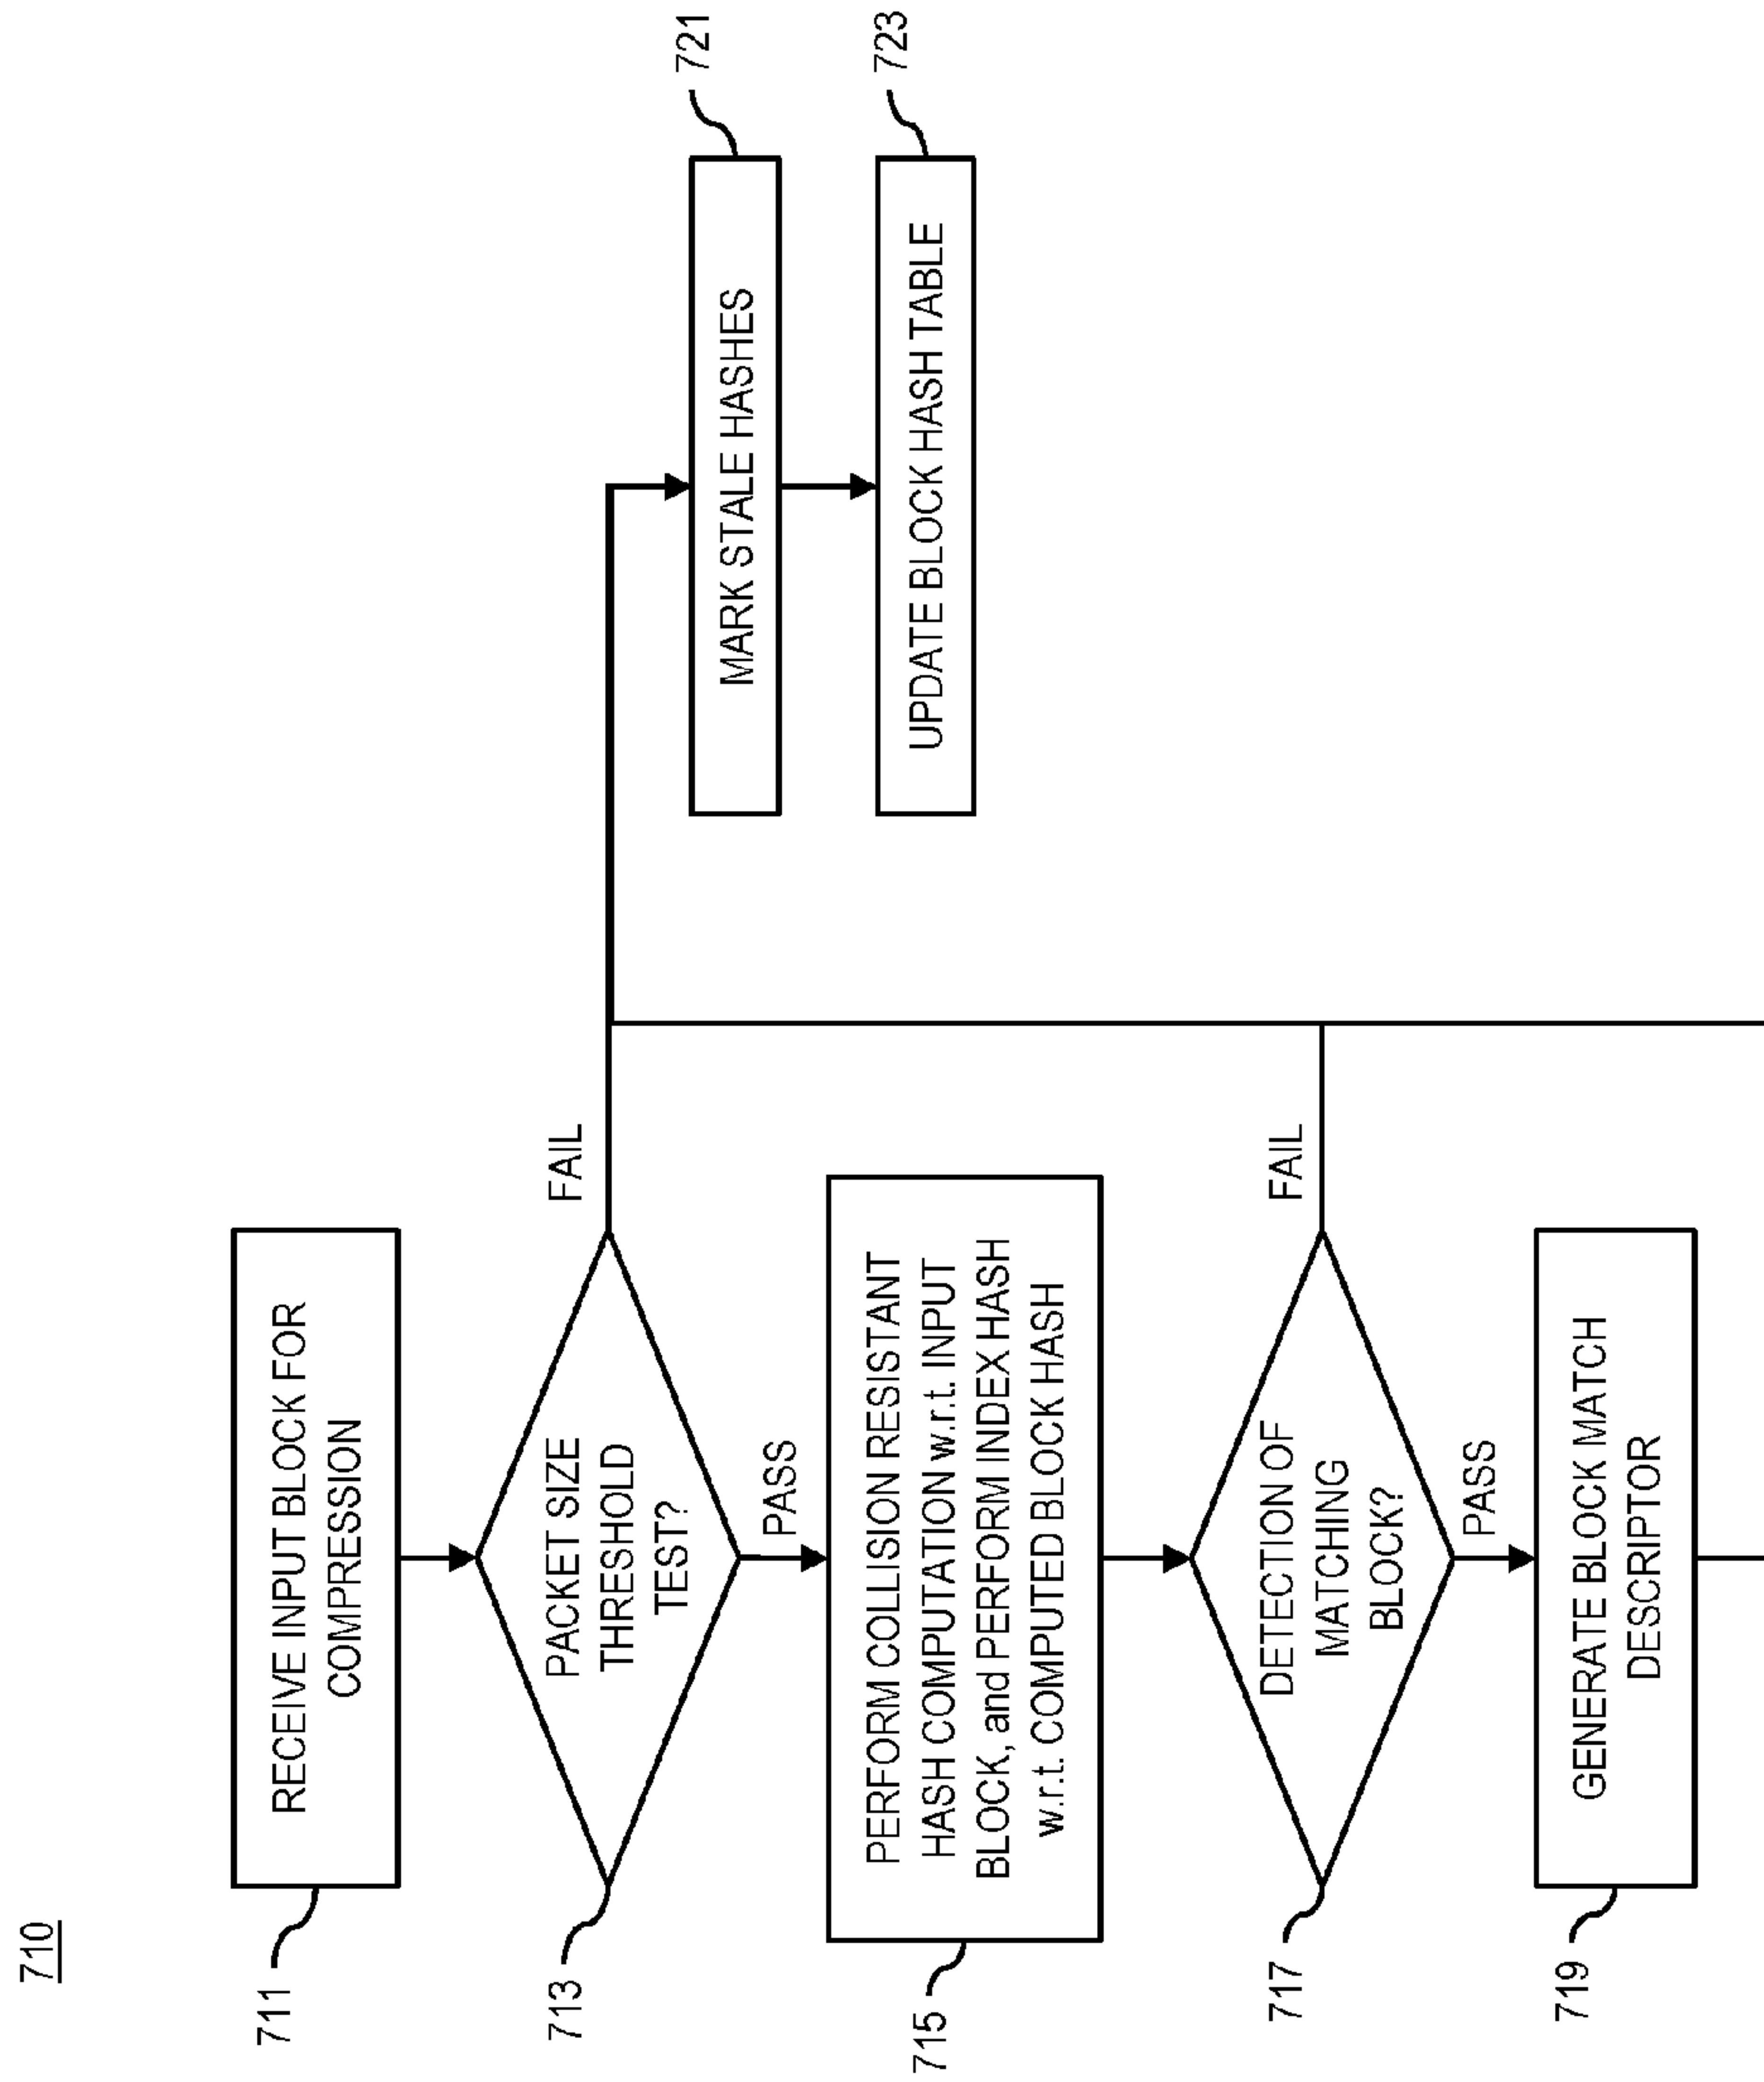 710
711
RECEIVE INPUT BLOCK FOR
COMPRESSION
713
PACKET SIZE
THRESHOLD
TEST?
FAIL
PASS
715
PERFORM COLLISION RESISTANT
HASH COMPUTATION w.r.t. INPUT
BLOCK, and PERFORM INDEX HASH
w.r.t. COMPUTED BLOCK HASH
717
DETECTION OF
MATCHING
BLOCK?
FAIL
PASS
719
GENERATE BLOCK MATCH
DESCRIPTOR
721
MARK STALE HASHES
723
UPDATE BLOCK HASH TABLE